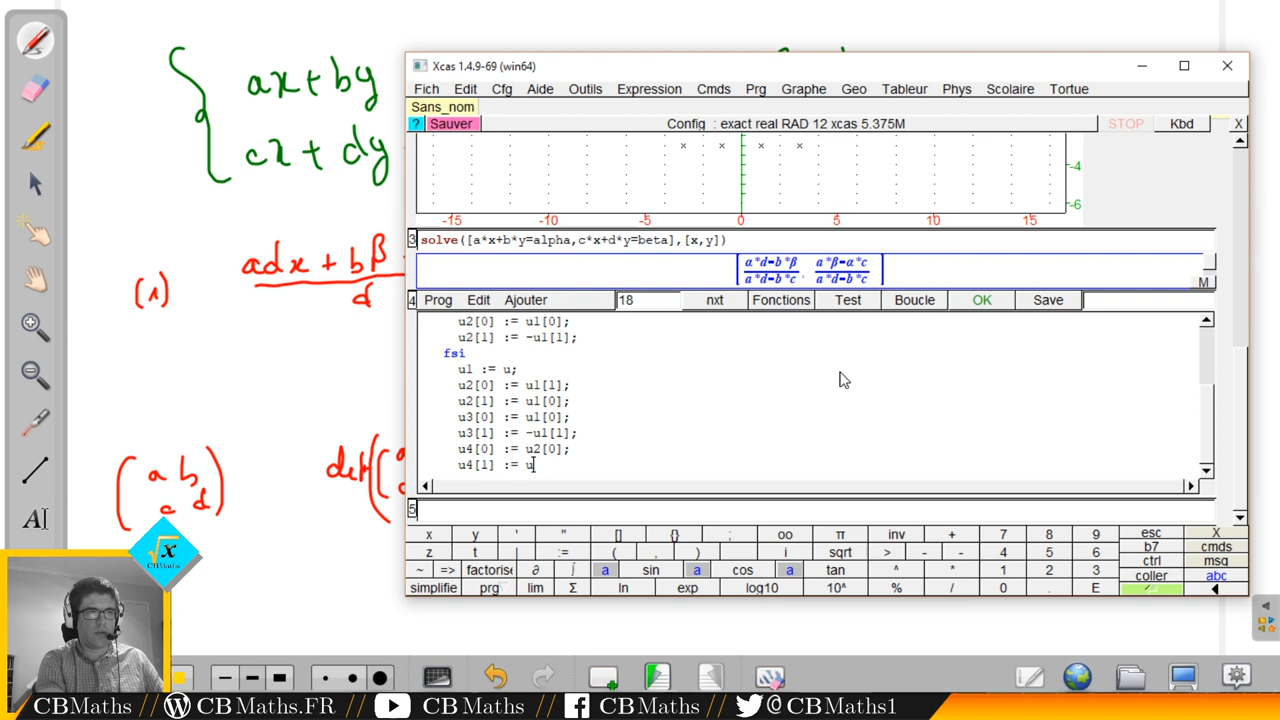 ax + by
cx + dy
(1) adx + bβ
d
( a b
c d )
det((
Xcas 1.4.9-69 (win64)
Fich Edit Cfg Aide Outils Expression Cmds Prg Graphe Geo Tableur Phys Scolaire Tortue
Sans_nom
? Sauver Config : exact real RAD 12 xcas 5.375M STOP Kbd X
-4
-6
-15 -10 -5 0 5 10 15
3 solve([a*x+b*y=alpha,c*x+d*y=beta],[x,y])
[ α*d-b*β / a*d-b*c , a*β-α*c / a*d-b*c ]
M
4 Prog Edit Ajouter 18 nxt Fonctions Test Boucle OK Save
u2[0] := u1[0];
u2[1] := -u1[1];
fsi
u1 := u;
u2[0] := u1[1];
u2[1] := u1[0];
u3[0] := u1[0];
u3[1] := -u1[1];
u4[0] := u2[0];
u4[1] := u
5
x y ' " [] {} ; oo π inv + 7 8 9 esc X
z t | := ( , ) i sqrt > - - 4 5 6 b7 cmds
ctrl msg
~ => factorise ∂ ∫ a sin a cos a tan ^ * 1 2 3 coller abc
simplifie prg lim Σ ln exp log10 10^ % / 0 . E
AI
√x
CBMaths
CBMaths CBMaths.FR CBMaths CBMaths @CBMaths1